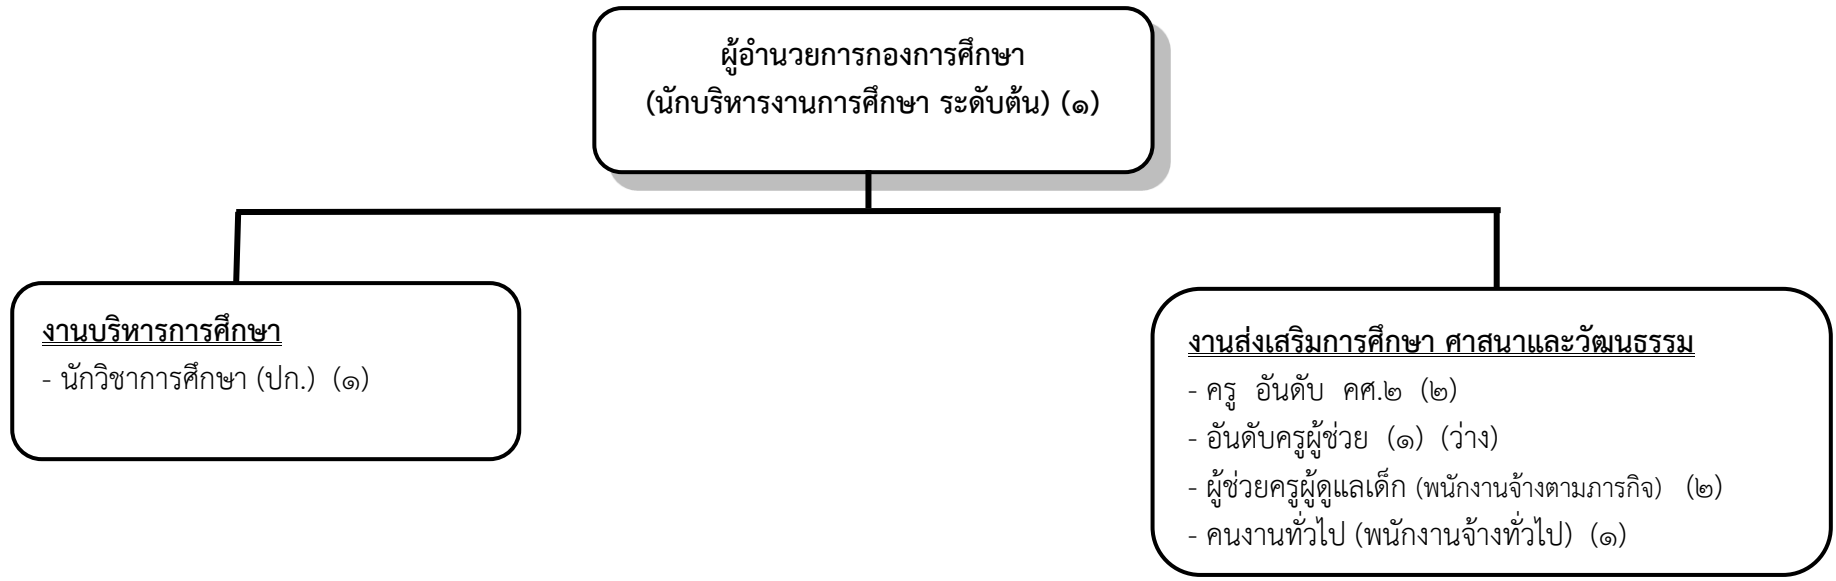 ผู้อำนวยการกองการศึกษา
(นักบริหารงานการศึกษา ระดับต้น) (๑)
งานบริหารการศึกษา
- นักวิชาการศึกษา (ปก.) (๑)
งานส่งเสริมการศึกษา ศาสนาและวัฒนธรรม
- ครู อันดับ คศ.๒ (๒)
- อันดับครูผู้ช่วย (๑) (ว่าง)
- ผู้ช่วยครูผู้ดูแลเด็ก (พนักงานจ้างตามภารกิจ) (๒)
- คนงานทั่วไป (พนักงานจ้างทั่วไป) (๑)